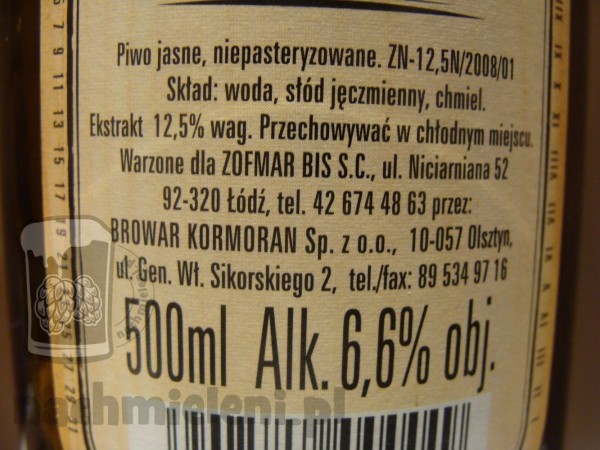 Piwo jasne, niepasteryzowane. ZN-12,5N/2008/01
Skład: woda, słód jęczmienny, chmiel.
Ekstrakt 12,5% wag. Przechowywać w chłodnym miejscu.
Warzone dla ZOFMAR BIS S.C., ul. Niciarniana 52
92-320 Łódź, tel. 42 674 48 63 przez:
BROWAR KORMORAN Sp. z o.o., 10-057 Olsztyn,
ul. Gen. Wł. Sikorskiego 2, tel./fax: 89 534 97 16
500ml Alk. 6,6% obj.
nachmieleni.pl